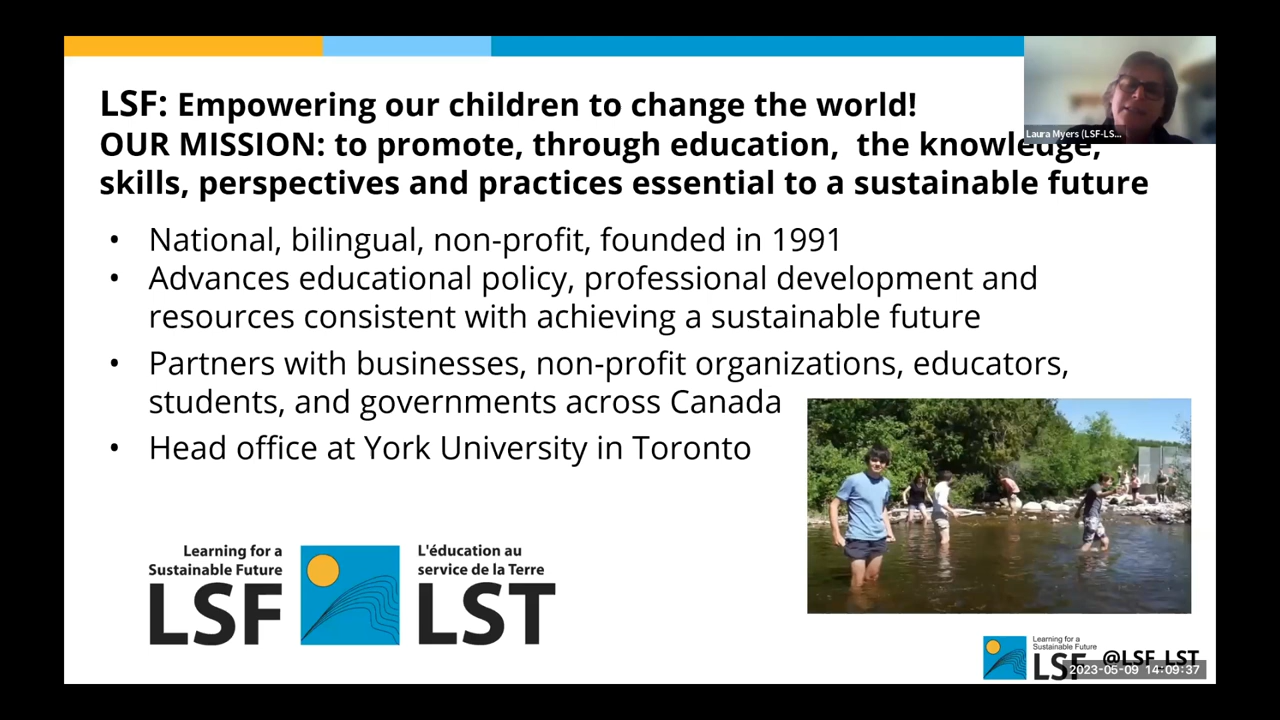 LSF: Empowering our children to change the world!
Laura Myers (LSF-LS...
OUR MISSION: to promote, through education,  the knowledge,
skills, perspectives and practices essential to a sustainable future
• National, bilingual, non-profit, founded in 1991
• Advances educational policy, professional development and
resources consistent with achieving a sustainable future
• Partners with businesses, non-profit organizations, educators,
students, and governments across Canada
• Head office at York University in Toronto
Learning for a
Sustainable Future
LSF
L'éducation au
service de la Terre
LST
Learning for a
Sustainable Future
LSF
@LSF_LST
2023-05-09 14:09:37